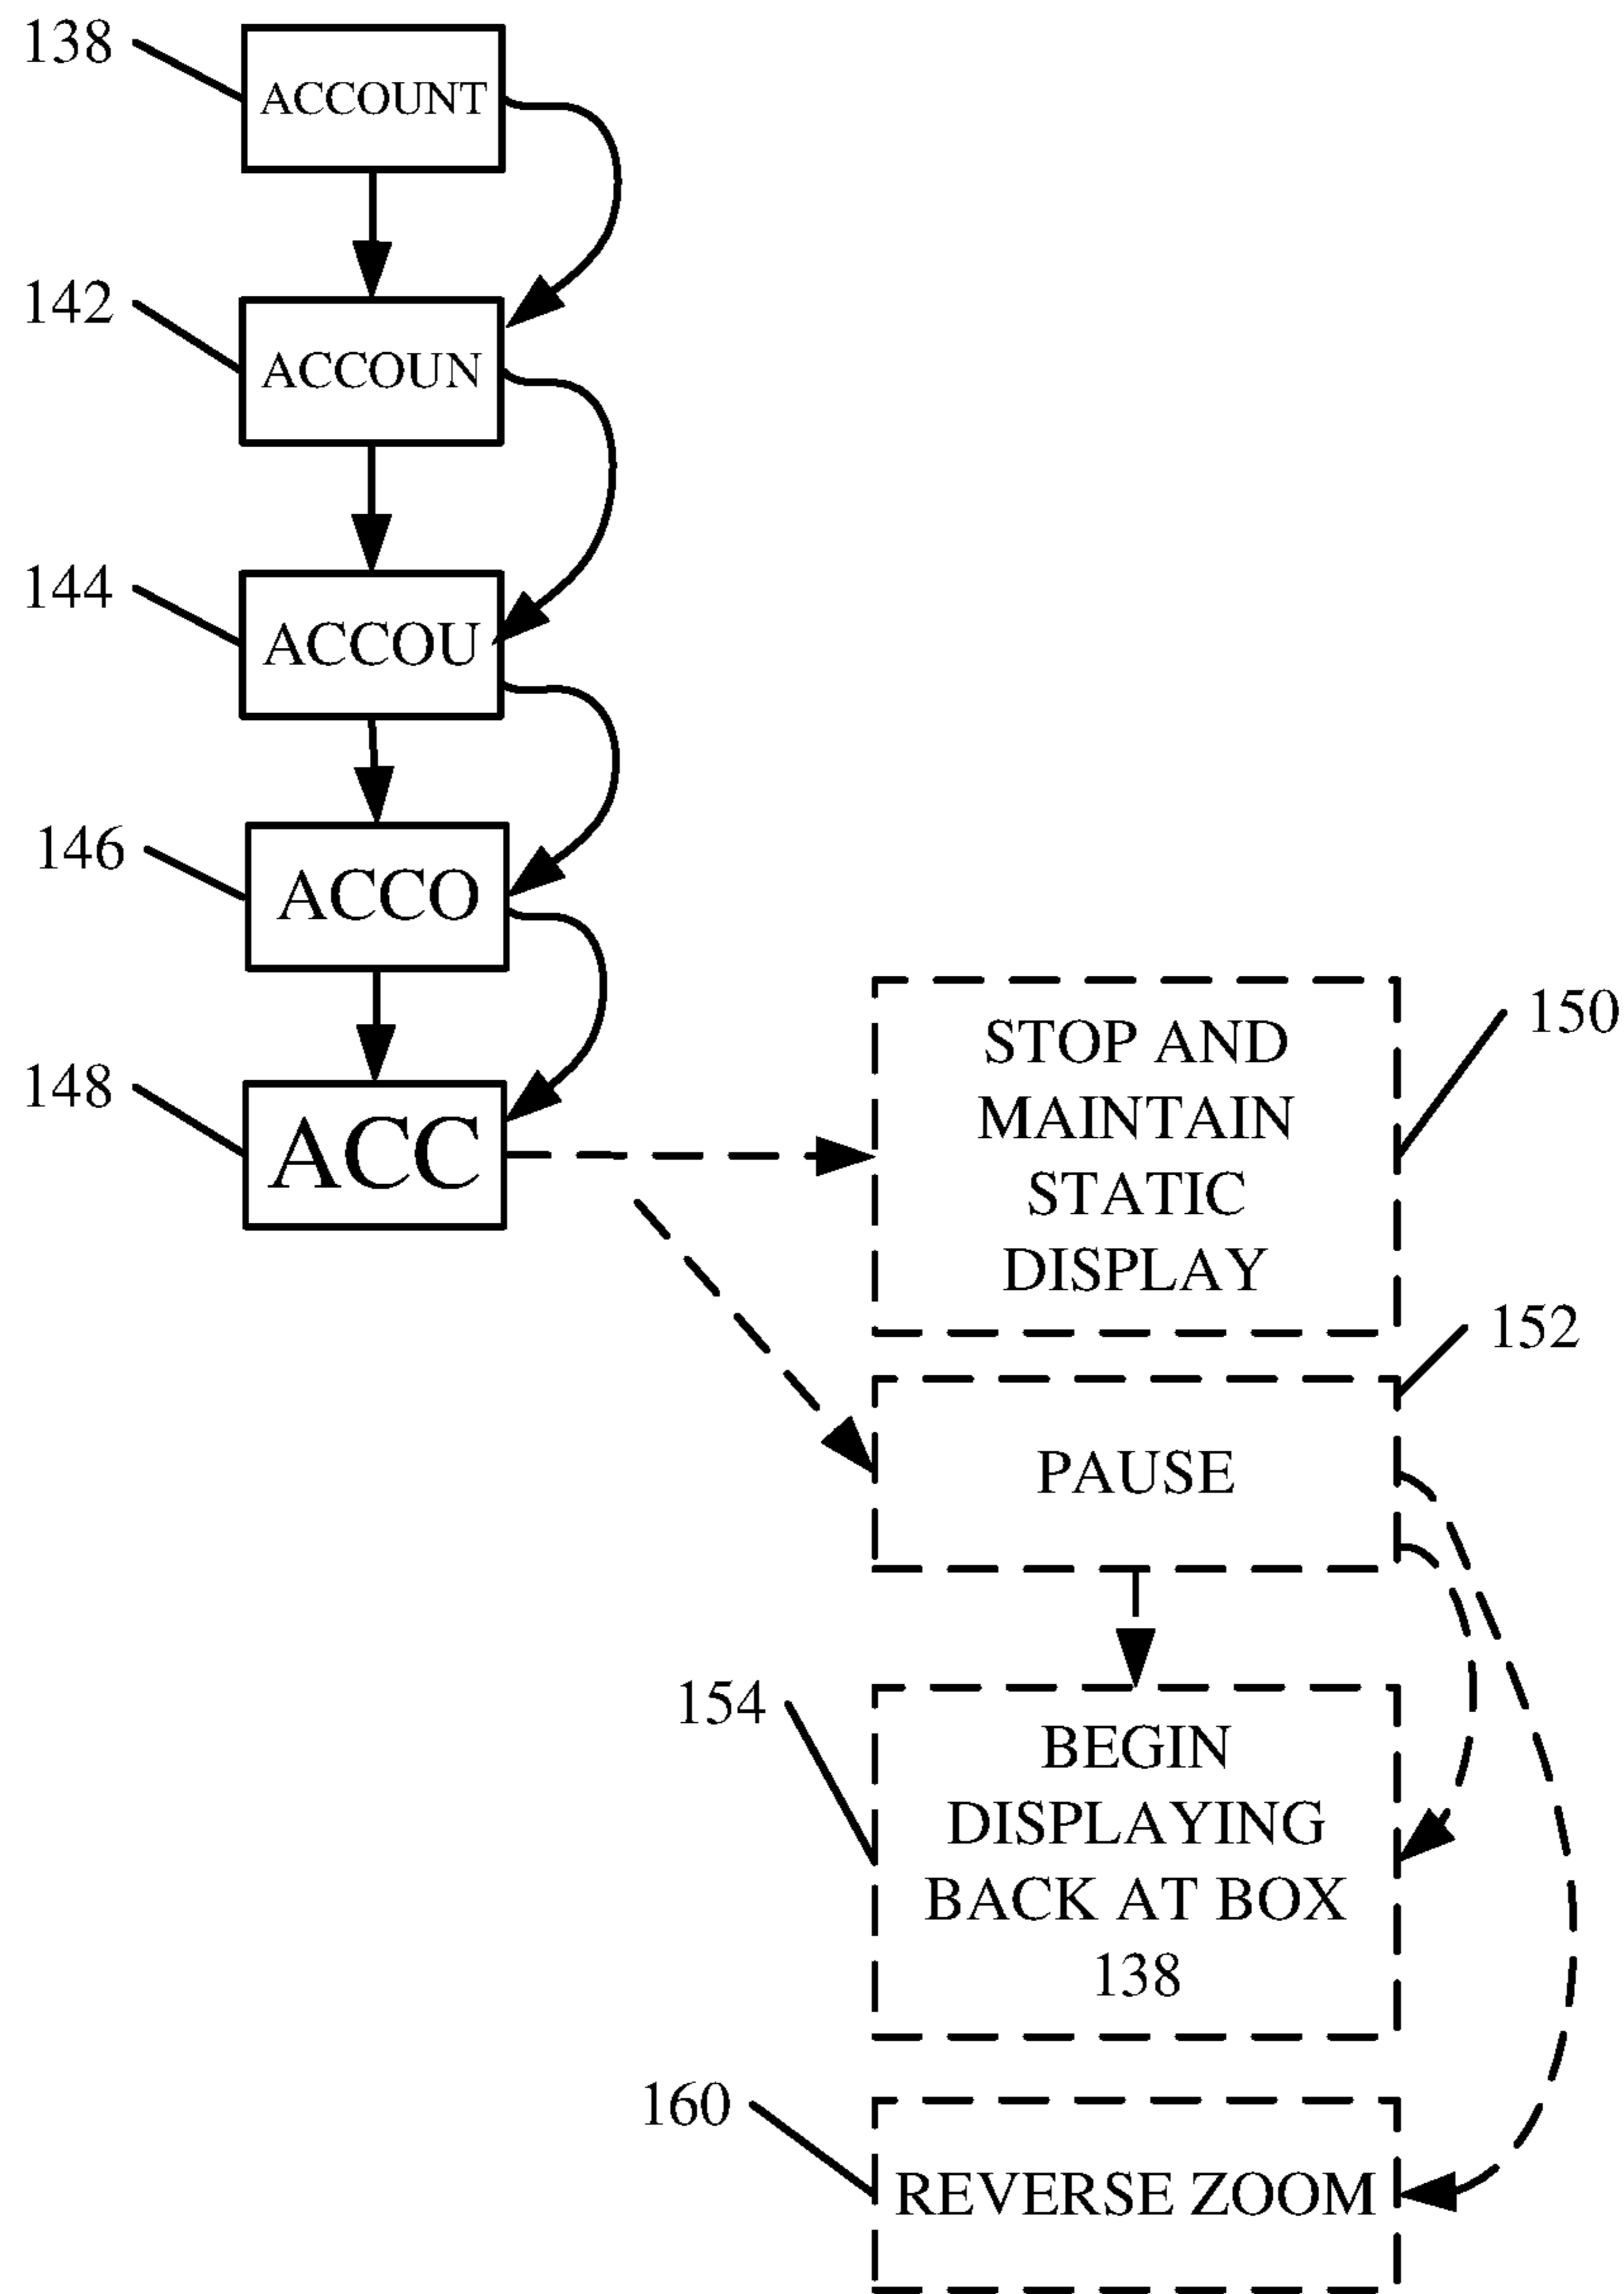 138
ACCOUNT
142
ACCOUN
144
ACCOU
146
ACCO
148
ACC
150
STOP AND
MAINTAIN
STATIC
DISPLAY
152
PAUSE
154
BEGIN
DISPLAYING
BACK AT BOX
138
160
REVERSE ZOOM